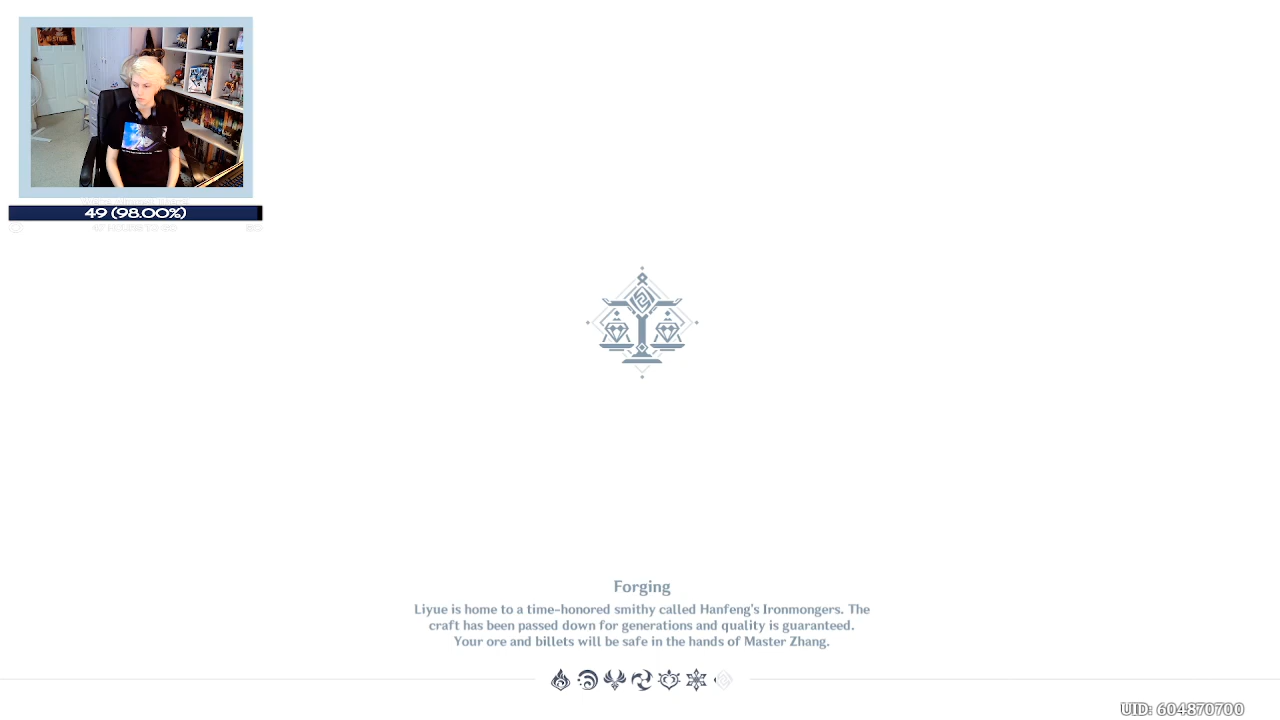 49 (98.00%)
Forging
Liyue is home to a time-honored smithy called Hanfeng's Ironmongers. The
craft has been passed down for generations and quality is guaranteed.
Your ore and billets will be safe in the hands of Master Zhang.
UID: 604870700